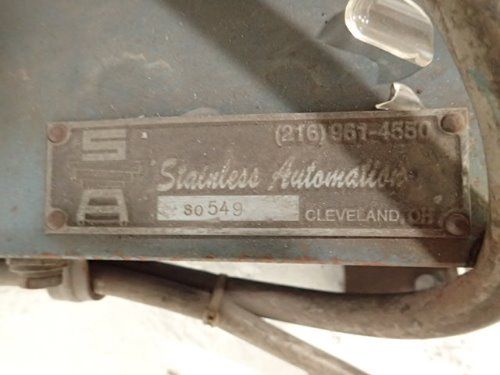 S
A
(216) 961-4550
Stainless Automation
SO 549
CLEVELAND, OH